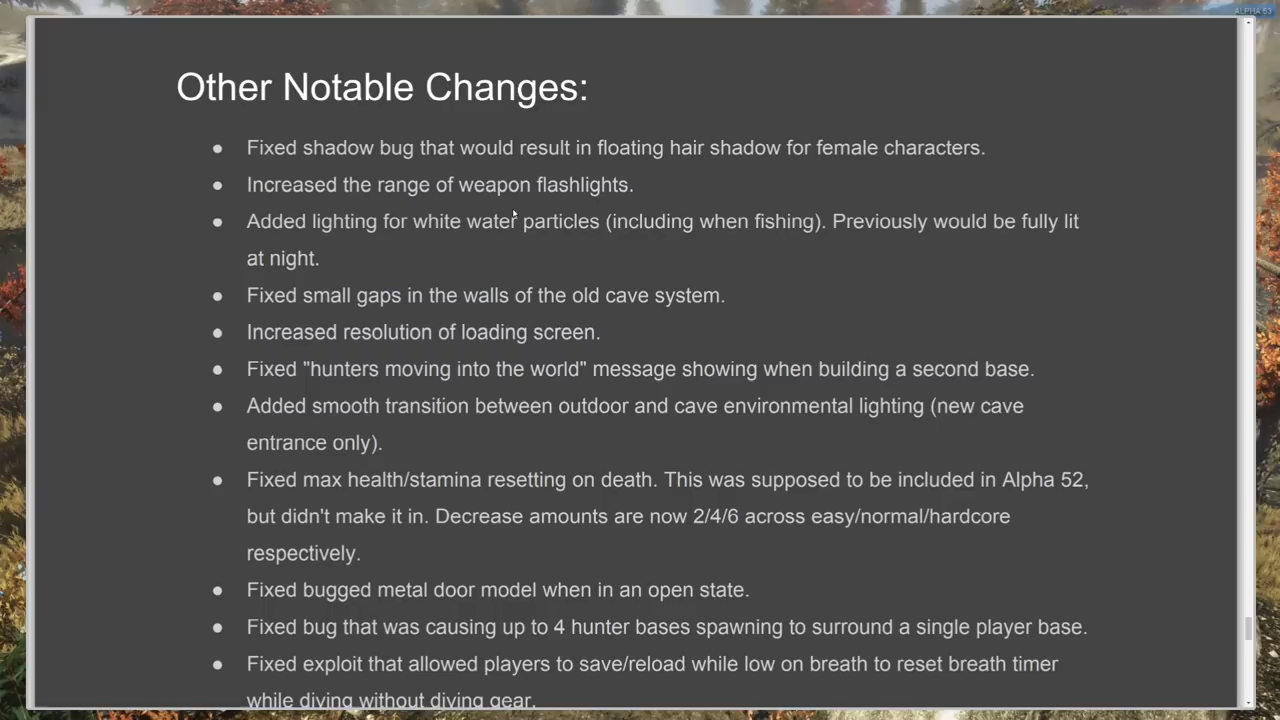 ALPHA 53
Other Notable Changes:
● Fixed shadow bug that would result in floating hair shadow for female characters.
● Increased the range of weapon flashlights.
● Added lighting for white water particles (including when fishing). Previously would be fully lit
at night.
● Fixed small gaps in the walls of the old cave system.
● Increased resolution of loading screen.
● Fixed "hunters moving into the world" message showing when building a second base.
● Added smooth transition between outdoor and cave environmental lighting (new cave
entrance only).
● Fixed max health/stamina resetting on death. This was supposed to be included in Alpha 52,
but didn't make it in. Decrease amounts are now 2/4/6 across easy/normal/hardcore
respectively.
● Fixed bugged metal door model when in an open state.
● Fixed bug that was causing up to 4 hunter bases spawning to surround a single player base.
● Fixed exploit that allowed players to save/reload while low on breath to reset breath timer
while diving without diving gear.